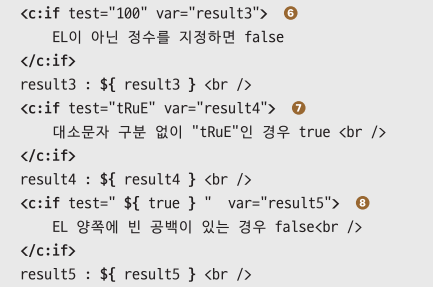 <c:if test="100" var="result3"> ❻
EL이 아닌 정수를 지정하면 false
</c:if>
result3 : ${ result3 } <br />
<c:if test="tRuE" var="result4"> ❼
대소문자 구분 없이 "tRuE"인 경우 true <br />
</c:if>
result4 : ${ result4 } <br />
<c:if test=" ${ true } " var="result5"> ❽
EL 양쪽에 빈 공백이 있는 경우 false<br />
</c:if>
result5 : ${ result5 } <br />